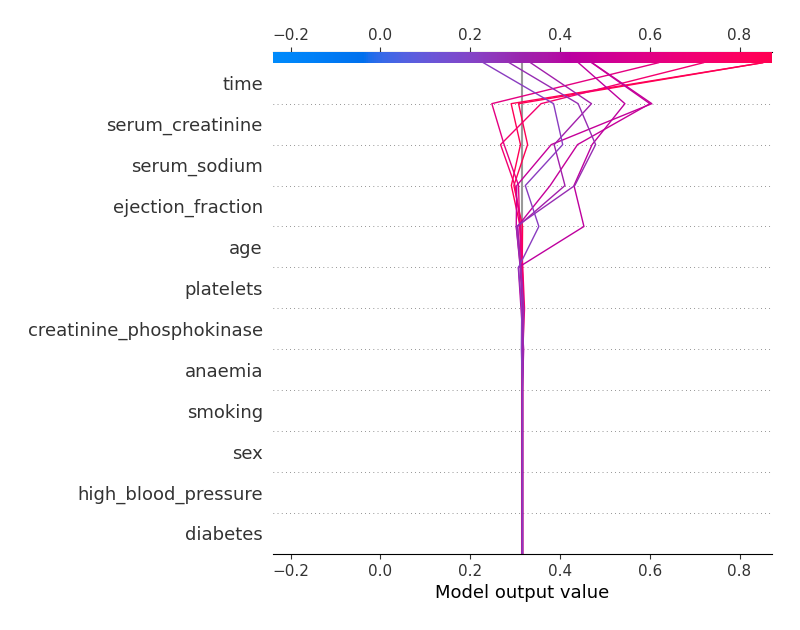 −0.2 0.0 0.2 0.4 0.6 0.8
time
serum_creatinine
serum_sodium
ejection_fraction
age
platelets
creatinine_phosphokinase
anaemia
smoking
sex
high_blood_pressure
diabetes
−0.2 0.0 0.2 0.4 0.6 0.8
Model output value